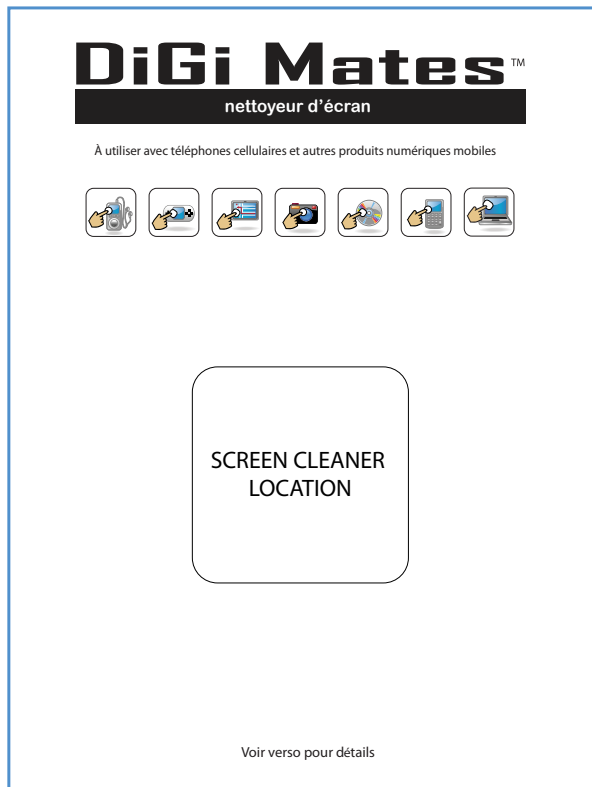 DiGi Mates™
nettoyeur d'écran
À utiliser avec téléphones cellulaires et autres produits numériques mobiles
SCREEN CLEANER
LOCATION
Voir verso pour détails